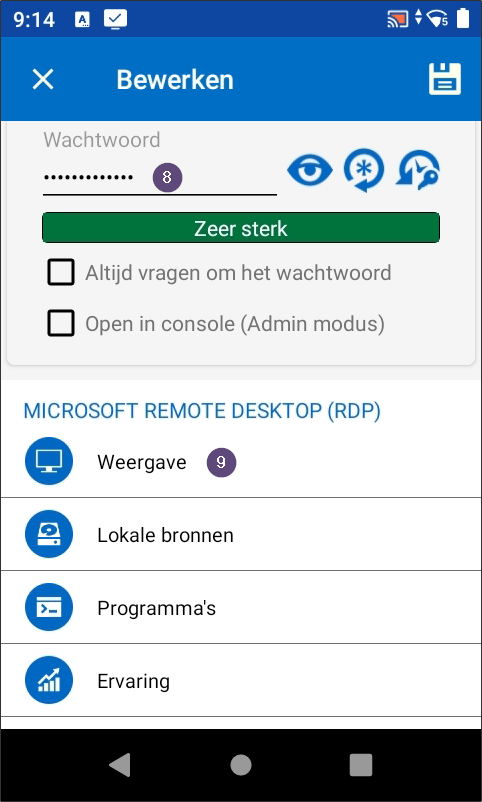 9:14 A 5
Bewerken
Wachtwoord
••••••••••••• 8
Zeer sterk
Altijd vragen om het wachtwoord
Open in console (Admin modus)
MICROSOFT REMOTE DESKTOP (RDP)
Weergave 9
Lokale bronnen
Programma's
Ervaring